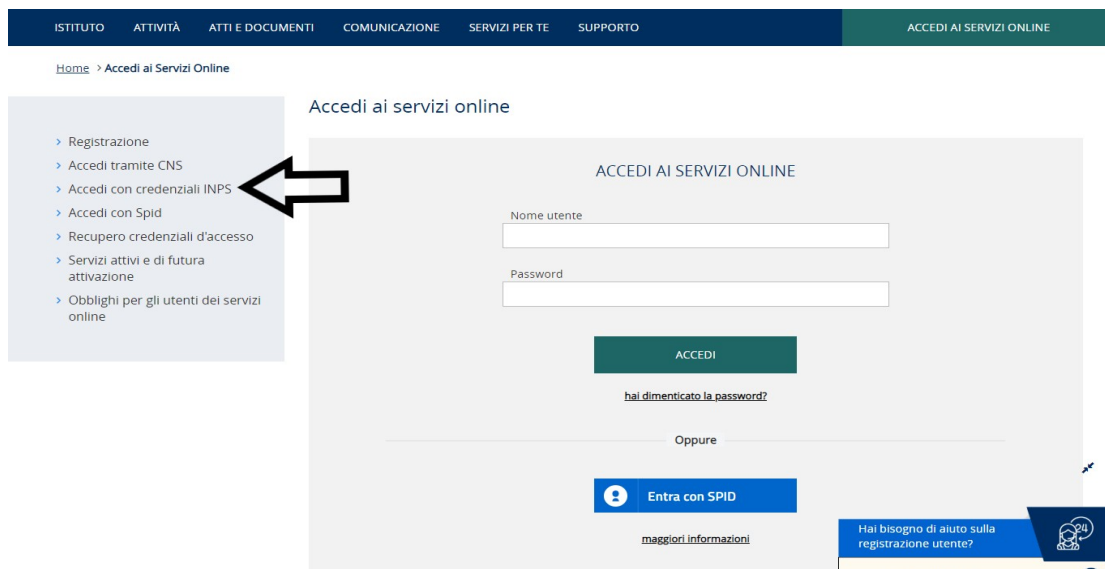 ISTITUTO ATTIVITÀ ATTI E DOCUMENTI COMUNICAZIONE SERVIZI PER TE SUPPORTO ACCEDI AI SERVIZI ONLINE
Home > Accedi ai Servizi Online
Accedi ai servizi online
> Registrazione
> Accedi tramite CNS
> Accedi con credenziali INPS
> Accedi con Spid
> Recupero credenziali d'accesso
> Servizi attivi e di futura
attivazione
> Obblighi per gli utenti dei servizi
online
ACCEDI AI SERVIZI ONLINE
Nome utente
Password
ACCEDI
hai dimenticato la password?
Oppure
Entra con SPID
maggiori informazioni
Hai bisogno di aiuto sulla
registrazione utente?
24